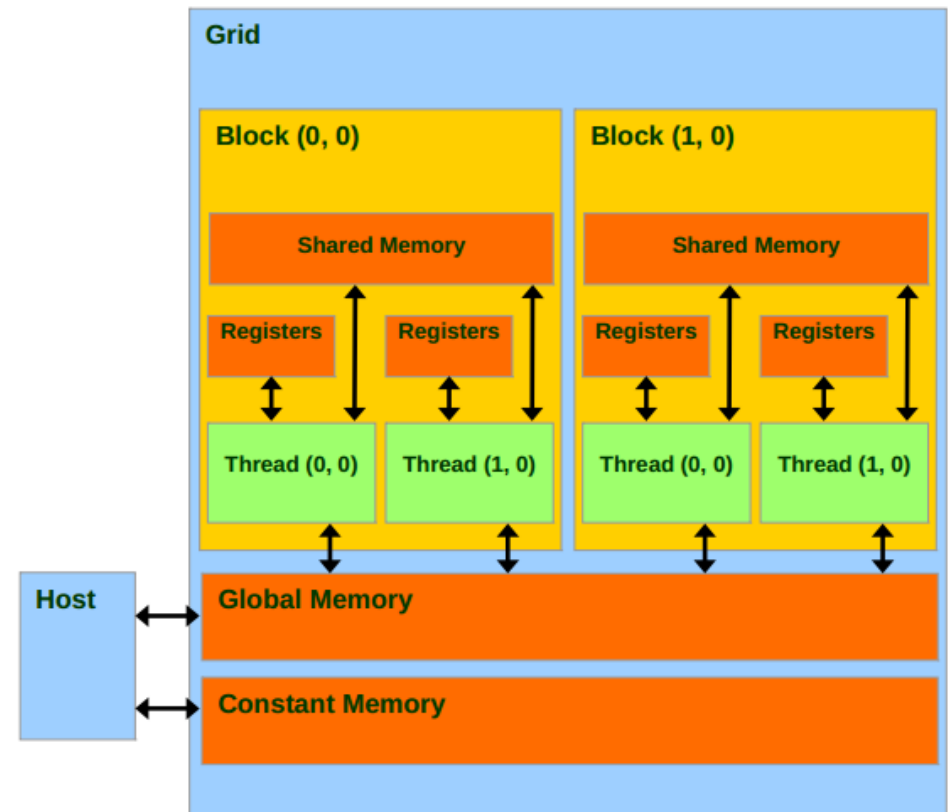 Grid
Block (0, 0)
Block (1, 0)
Shared Memory
Shared Memory
Registers
Registers
Registers
Registers
Thread (0, 0)
Thread (1, 0)
Thread (0, 0)
Thread (1, 0)
Host
Global Memory
Constant Memory